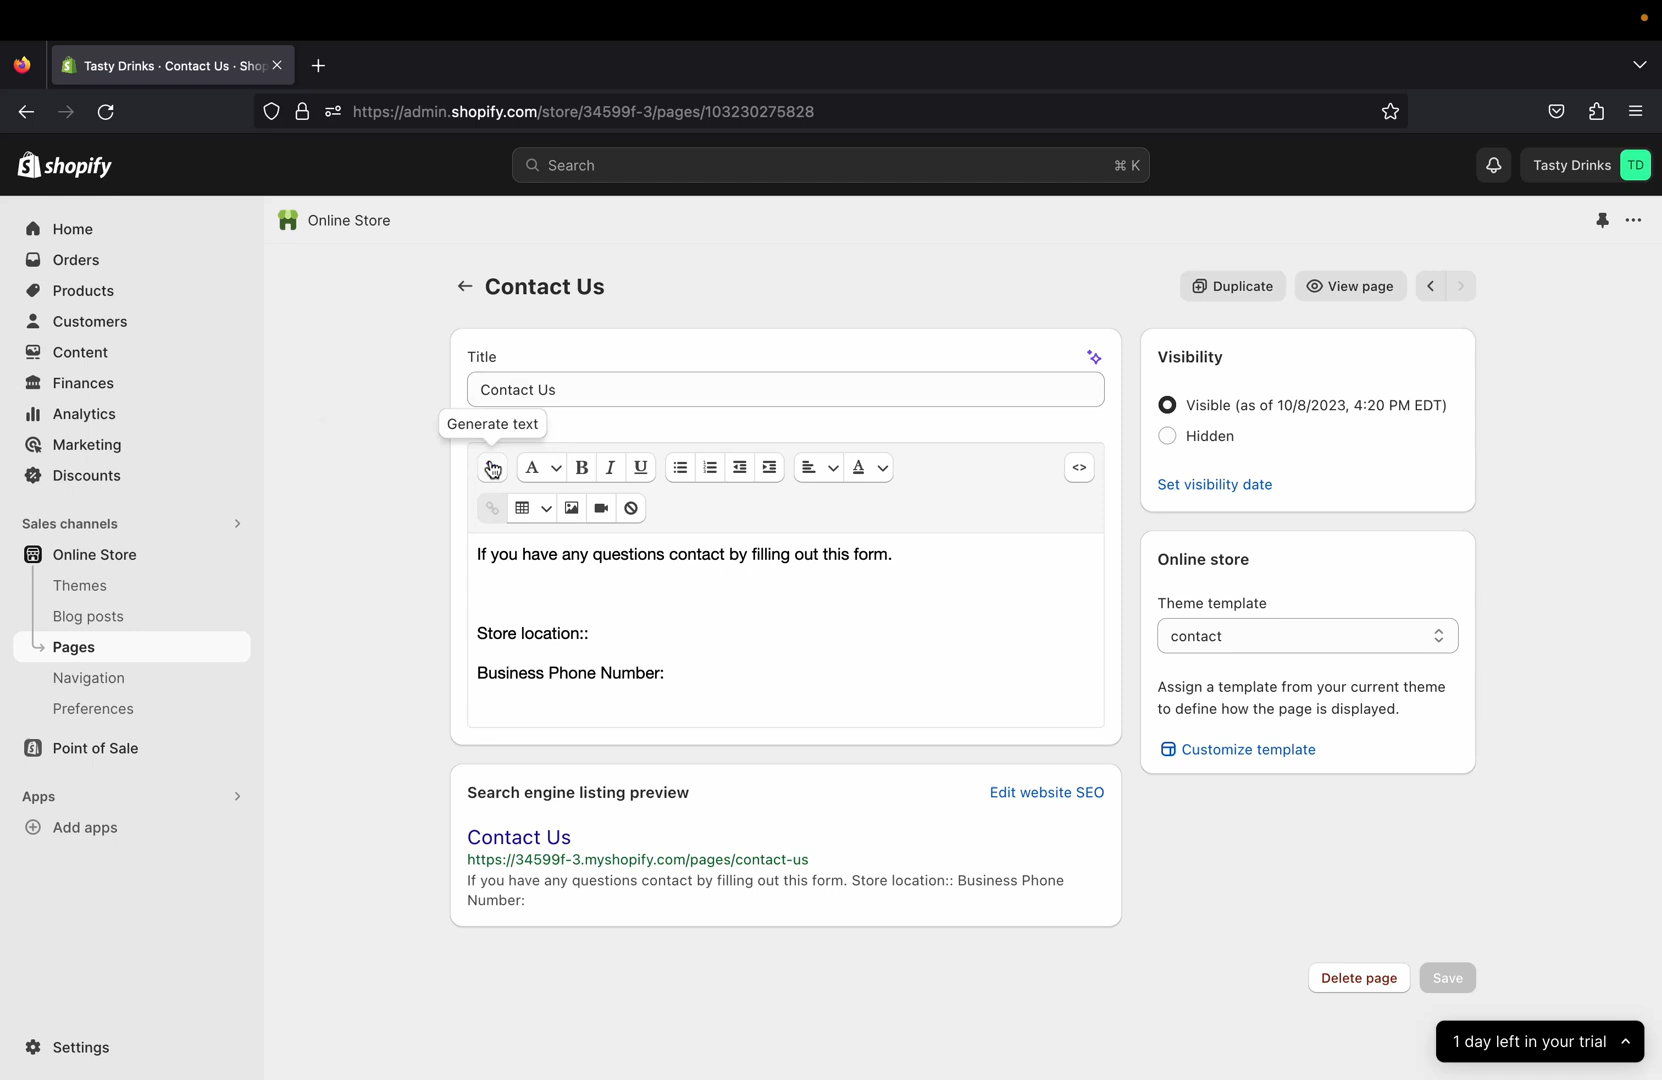 Tasty Drinks · Contact Us · Shop
https://admin.shopify.com/store/34599f-3/pages/103230275828
shopify
Search
⌘ K
Tasty Drinks
TD
Home
Orders
Products
Customers
Content
Finances
Analytics
Marketing
Discounts
Sales channels
Online Store
Themes
Blog posts
Pages
Navigation
Preferences
Point of Sale
Apps
Add apps
Settings
Online Store
Contact Us
Duplicate
View page
Title
Contact Us
Generate text
A B I U A <>
If you have any questions contact by filling out this form.
Store location::
Business Phone Number:
Search engine listing preview
Edit website SEO
Contact Us
https://34599f-3.myshopify.com/pages/contact-us
If you have any questions contact by filling out this form. Store location:: Business Phone
Number:
Visibility
Visible (as of 10/8/2023, 4:20 PM EDT)
Hidden
Set visibility date
Online store
Theme template
contact
Assign a template from your current theme
to define how the page is displayed.
Customize template
Delete page
Save
1 day left in your trial